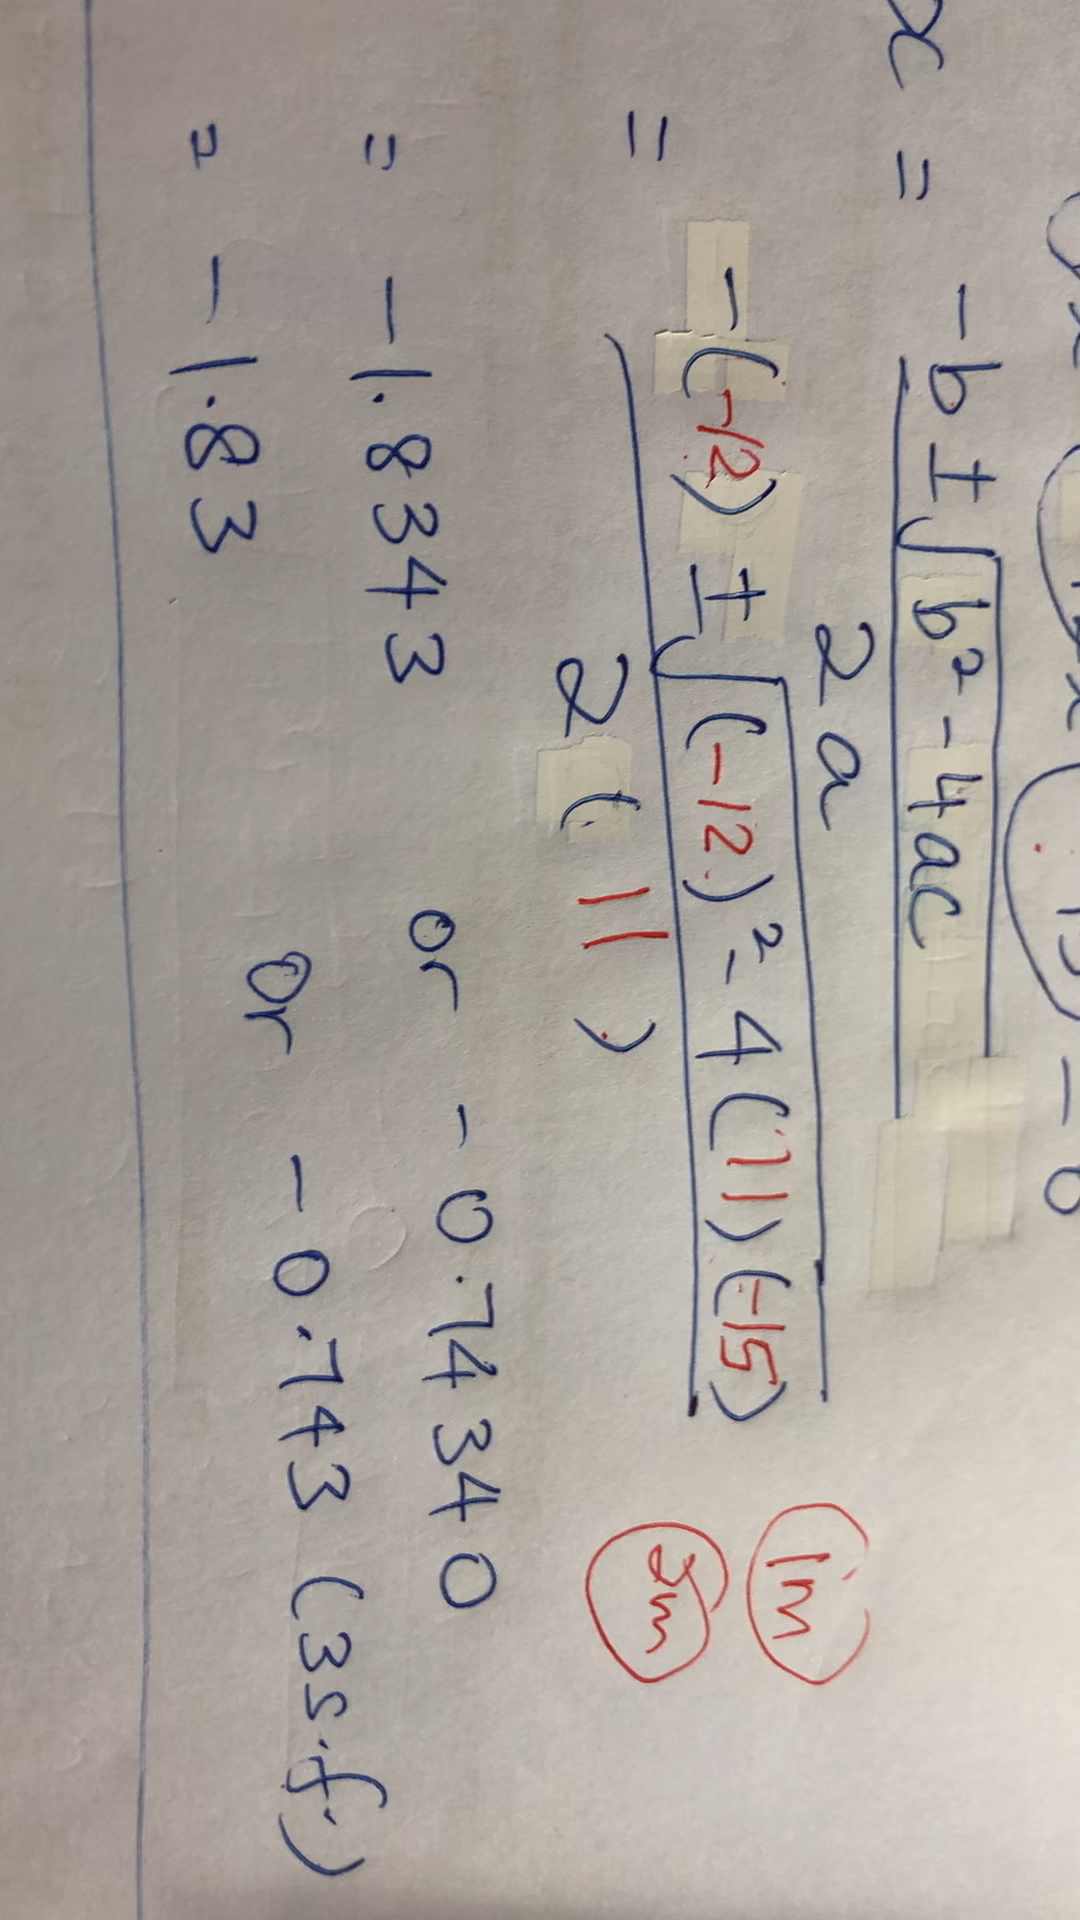 x = -b ± √b² - 4ac
2a
= -(-12) ± √(-12)² - 4(11)(-15)
2(11)
1m
Jm
= -1.8343 or -0.74340
= -1.83 or -0.743 (3s.f.)